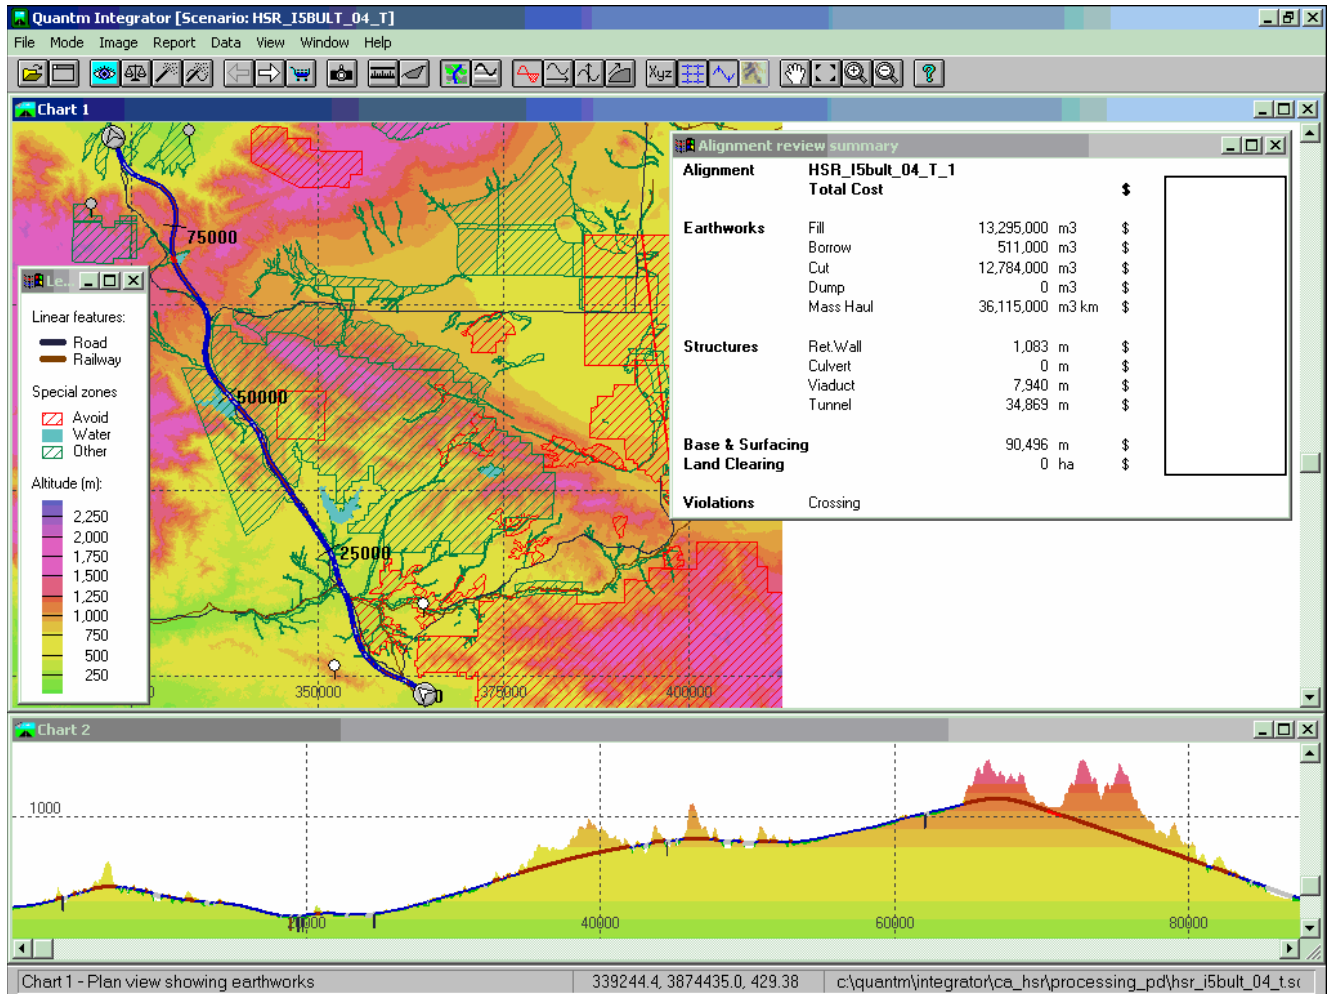 Quantm Integrator [Scenario: HSR_I5BULT_04_T]
File Mode Image Report Data View Window Help
Xyz
Chart 1
75000
50000
25000
0
350000 375000 400000
Le...
Linear features:
Road
Railway
Special zones
Avoid
Water
Other
Altitude (m):
2,250
2,000
1,750
1,500
1,250
1,000
750
500
250
Alignment review summary
Alignment HSR_I5bult_04_T_1
Total Cost $
Earthworks Fill 13,295,000 m3 $
Borrow 511,000 m3 $
Cut 12,784,000 m3 $
Dump 0 m3 $
Mass Haul 36,115,000 m3 km $
Structures Ret.Wall 1,083 m $
Culvert 0 m $
Viaduct 7,940 m $
Tunnel 34,869 m $
Base & Surfacing 90,496 m $
Land Clearing 0 ha $
Violations Crossing
Chart 2
1000
20000 40000 60000 80000
Chart 1 - Plan view showing earthworks 339244.4, 3874435.0, 429.38 c:\quantm\integrator\ca_hsr\processing_pd\hsr_i5bult_04_t.sc